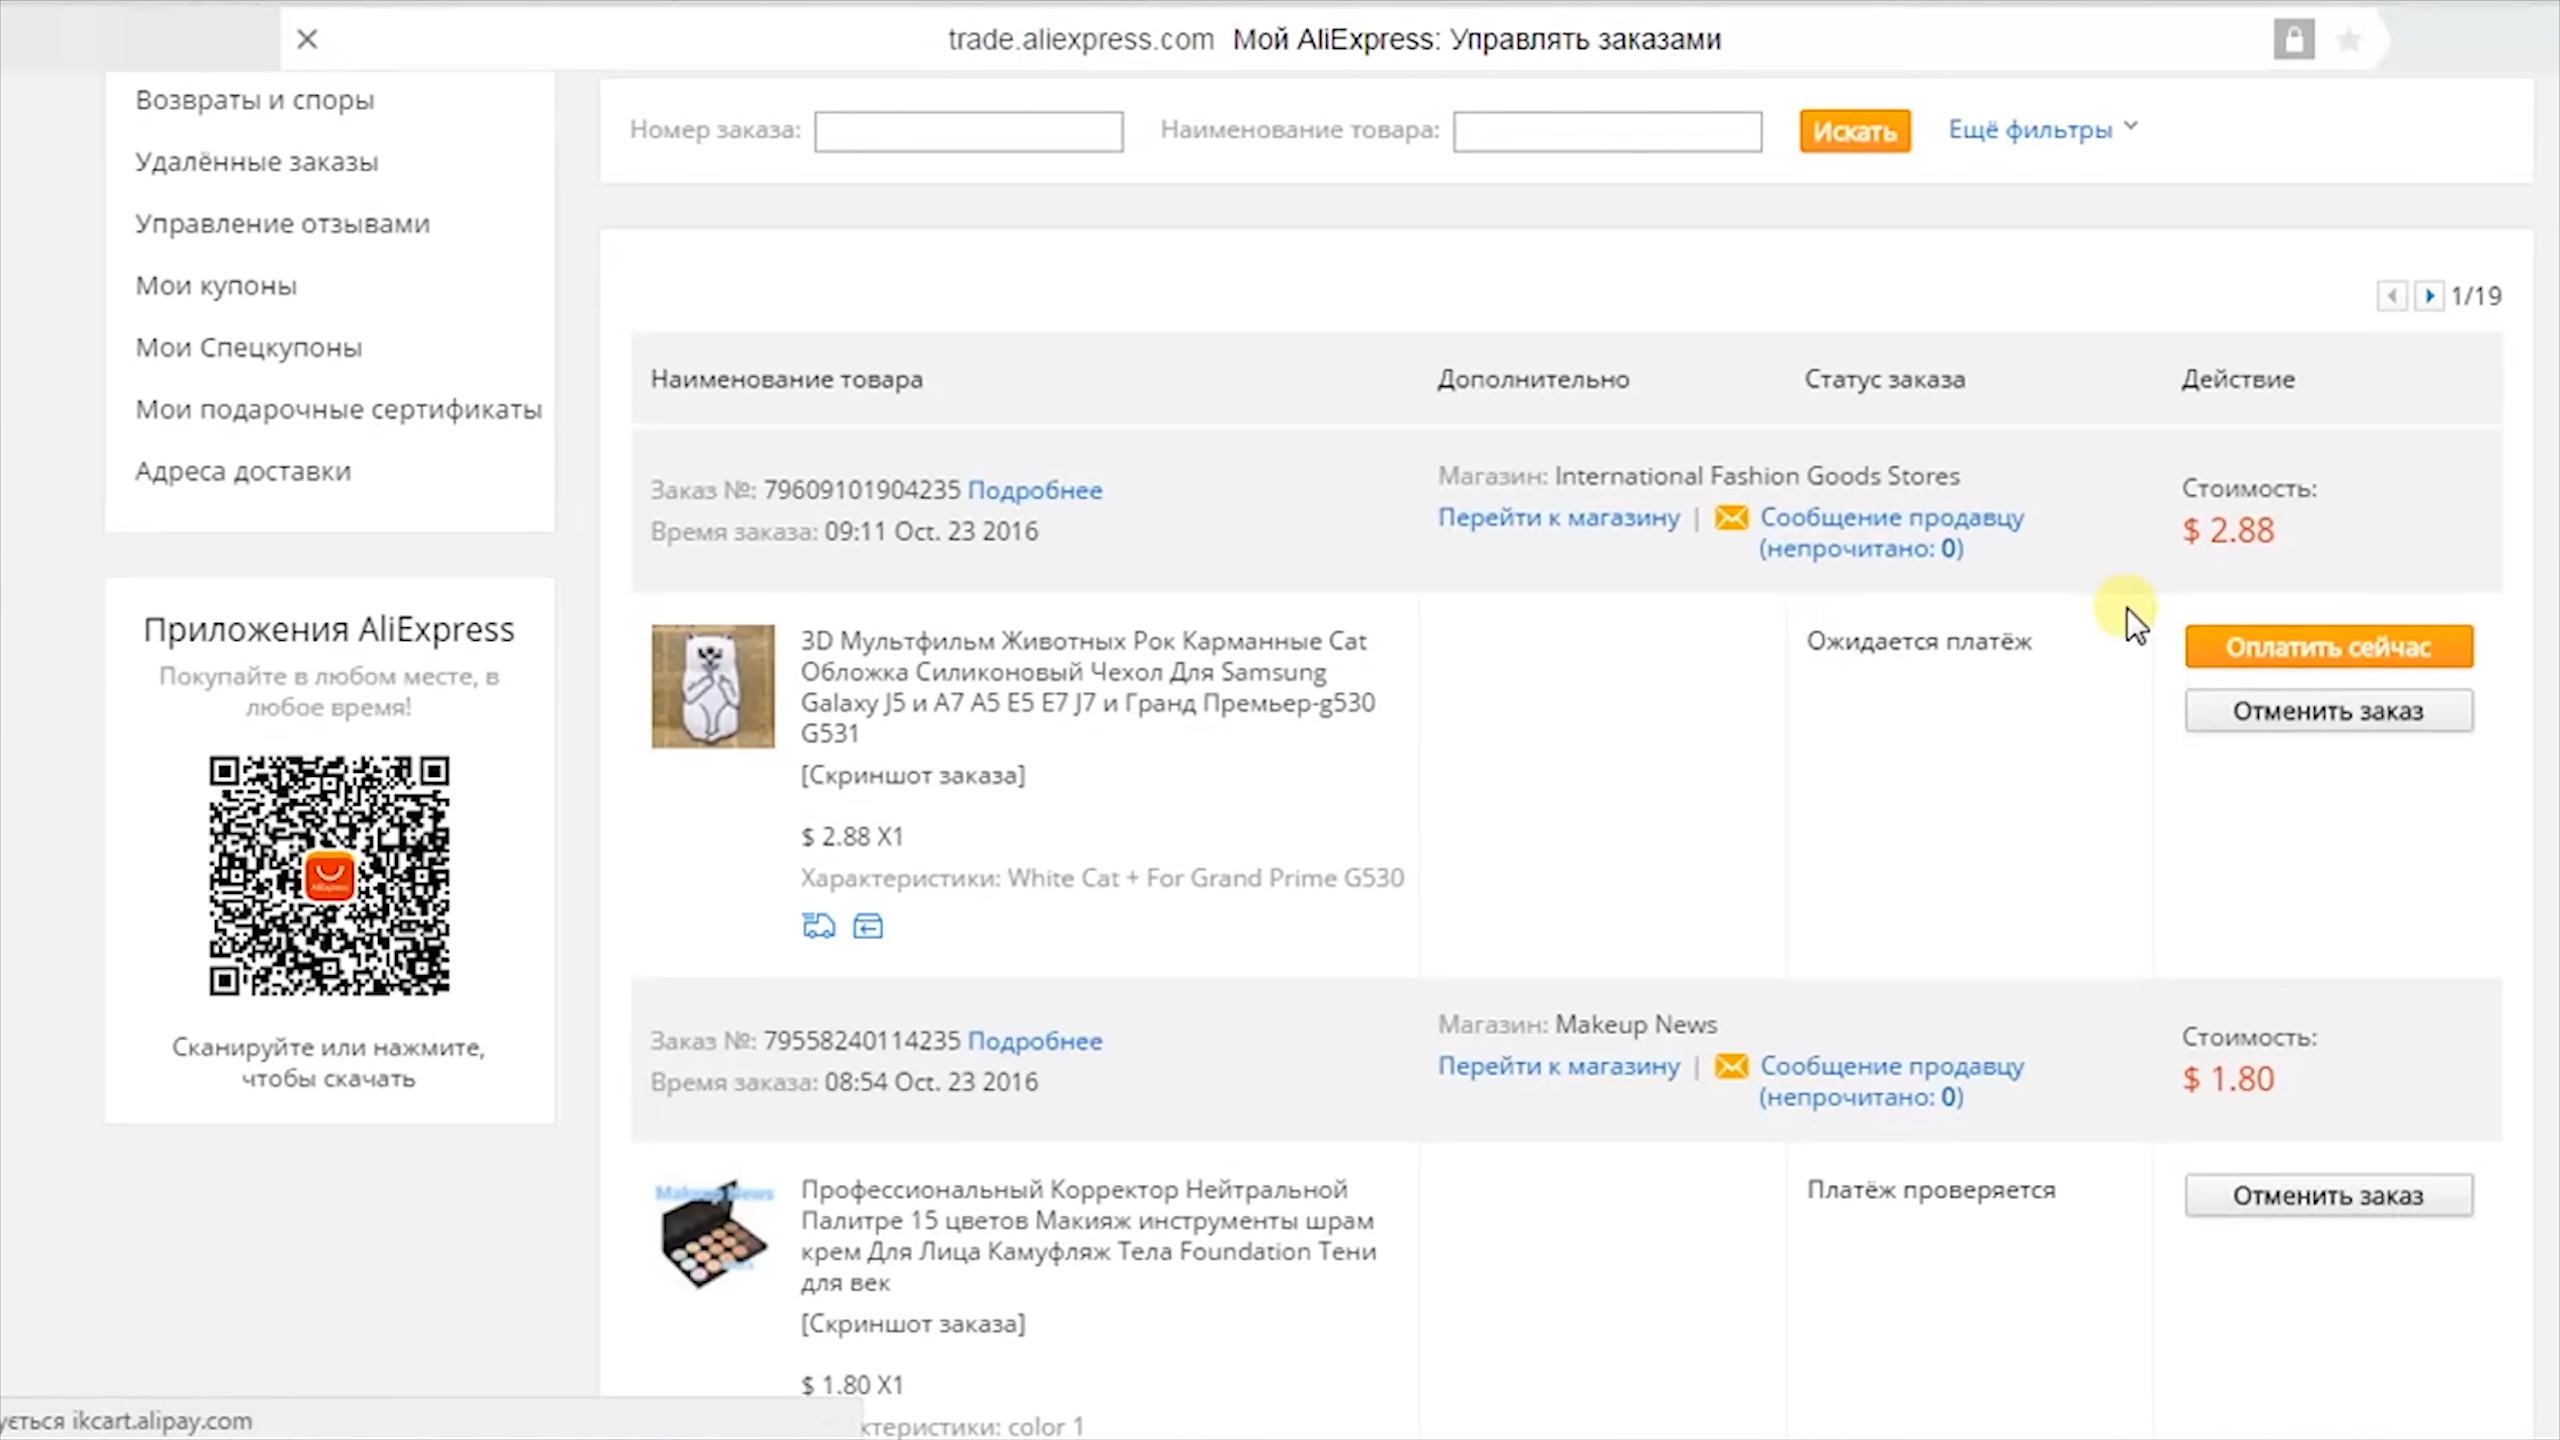 trade.aliexpress.com Мой AliExpress: Управлять заказами
Возвраты и споры
Удалённые заказы
Управление отзывами
Мои купоны
Мои Спецкупоны
Мои подарочные сертификаты
Адреса доставки
Приложения AliExpress
Покупайте в любом месте, в
любое время!
AliExpress
Сканируйте или нажмите,
чтобы скачать
Номер заказа:
Наименование товара:
Искать
Ещё фильтры
1/19
Наименование товара
Дополнительно
Статус заказа
Действие
Заказ №: 79609101904235 Подробнее
Время заказа: 09:11 Oct. 23 2016
Магазин: International Fashion Goods Stores
Перейти к магазину | Сообщение продавцу
(непрочитано: 0)
Стоимость:
$ 2.88
3D Мультфильм Животных Рок Карманные Cat
Обложка Силиконовый Чехол Для Samsung
Galaxy J5 и A7 A5 E5 E7 J7 и Гранд Премьер-g530
G531
[Скриншот заказа]
$ 2.88 X1
Характеристики: White Cat + For Grand Prime G530
Ожидается платёж
Оплатить сейчас
Отменить заказ
Заказ №: 79558240114235 Подробнее
Время заказа: 08:54 Oct. 23 2016
Магазин: Makeup News
Перейти к магазину | Сообщение продавцу
(непрочитано: 0)
Стоимость:
$ 1.80
Makeup News
Профессиональный Корректор Нейтральной
Палитре 15 цветов Макияж инструменты шрам
крем Для Лица Камуфляж Тела Foundation Тени
для век
[Скриншот заказа]
$ 1.80 X1
ктеристики: color 1
Платёж проверяется
Отменить заказ
ується ikcart.alipay.com